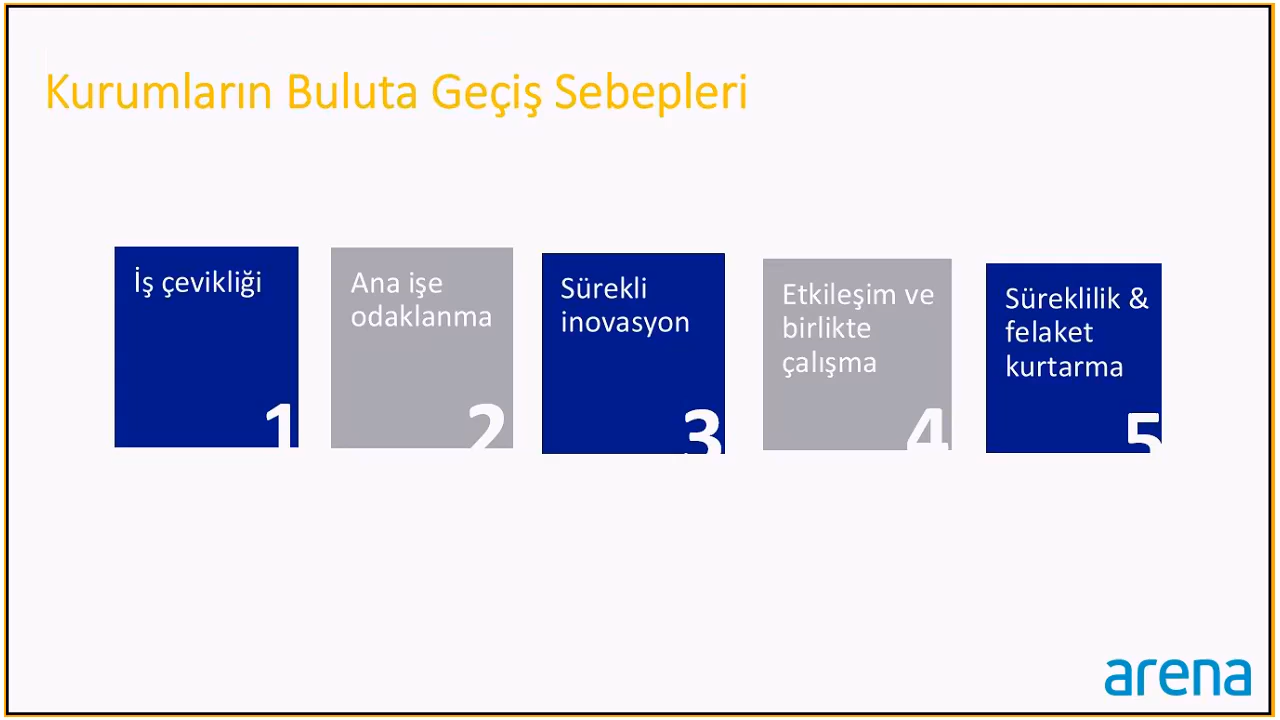 Kurumların Buluta Geçiş Sebepleri
İş çevikliği
1
Ana işe
odaklanma
2
Sürekli
inovasyon
3
Etkileşim ve
birlikte
çalışma
4
Süreklilik &
felaket
kurtarma
5
arena